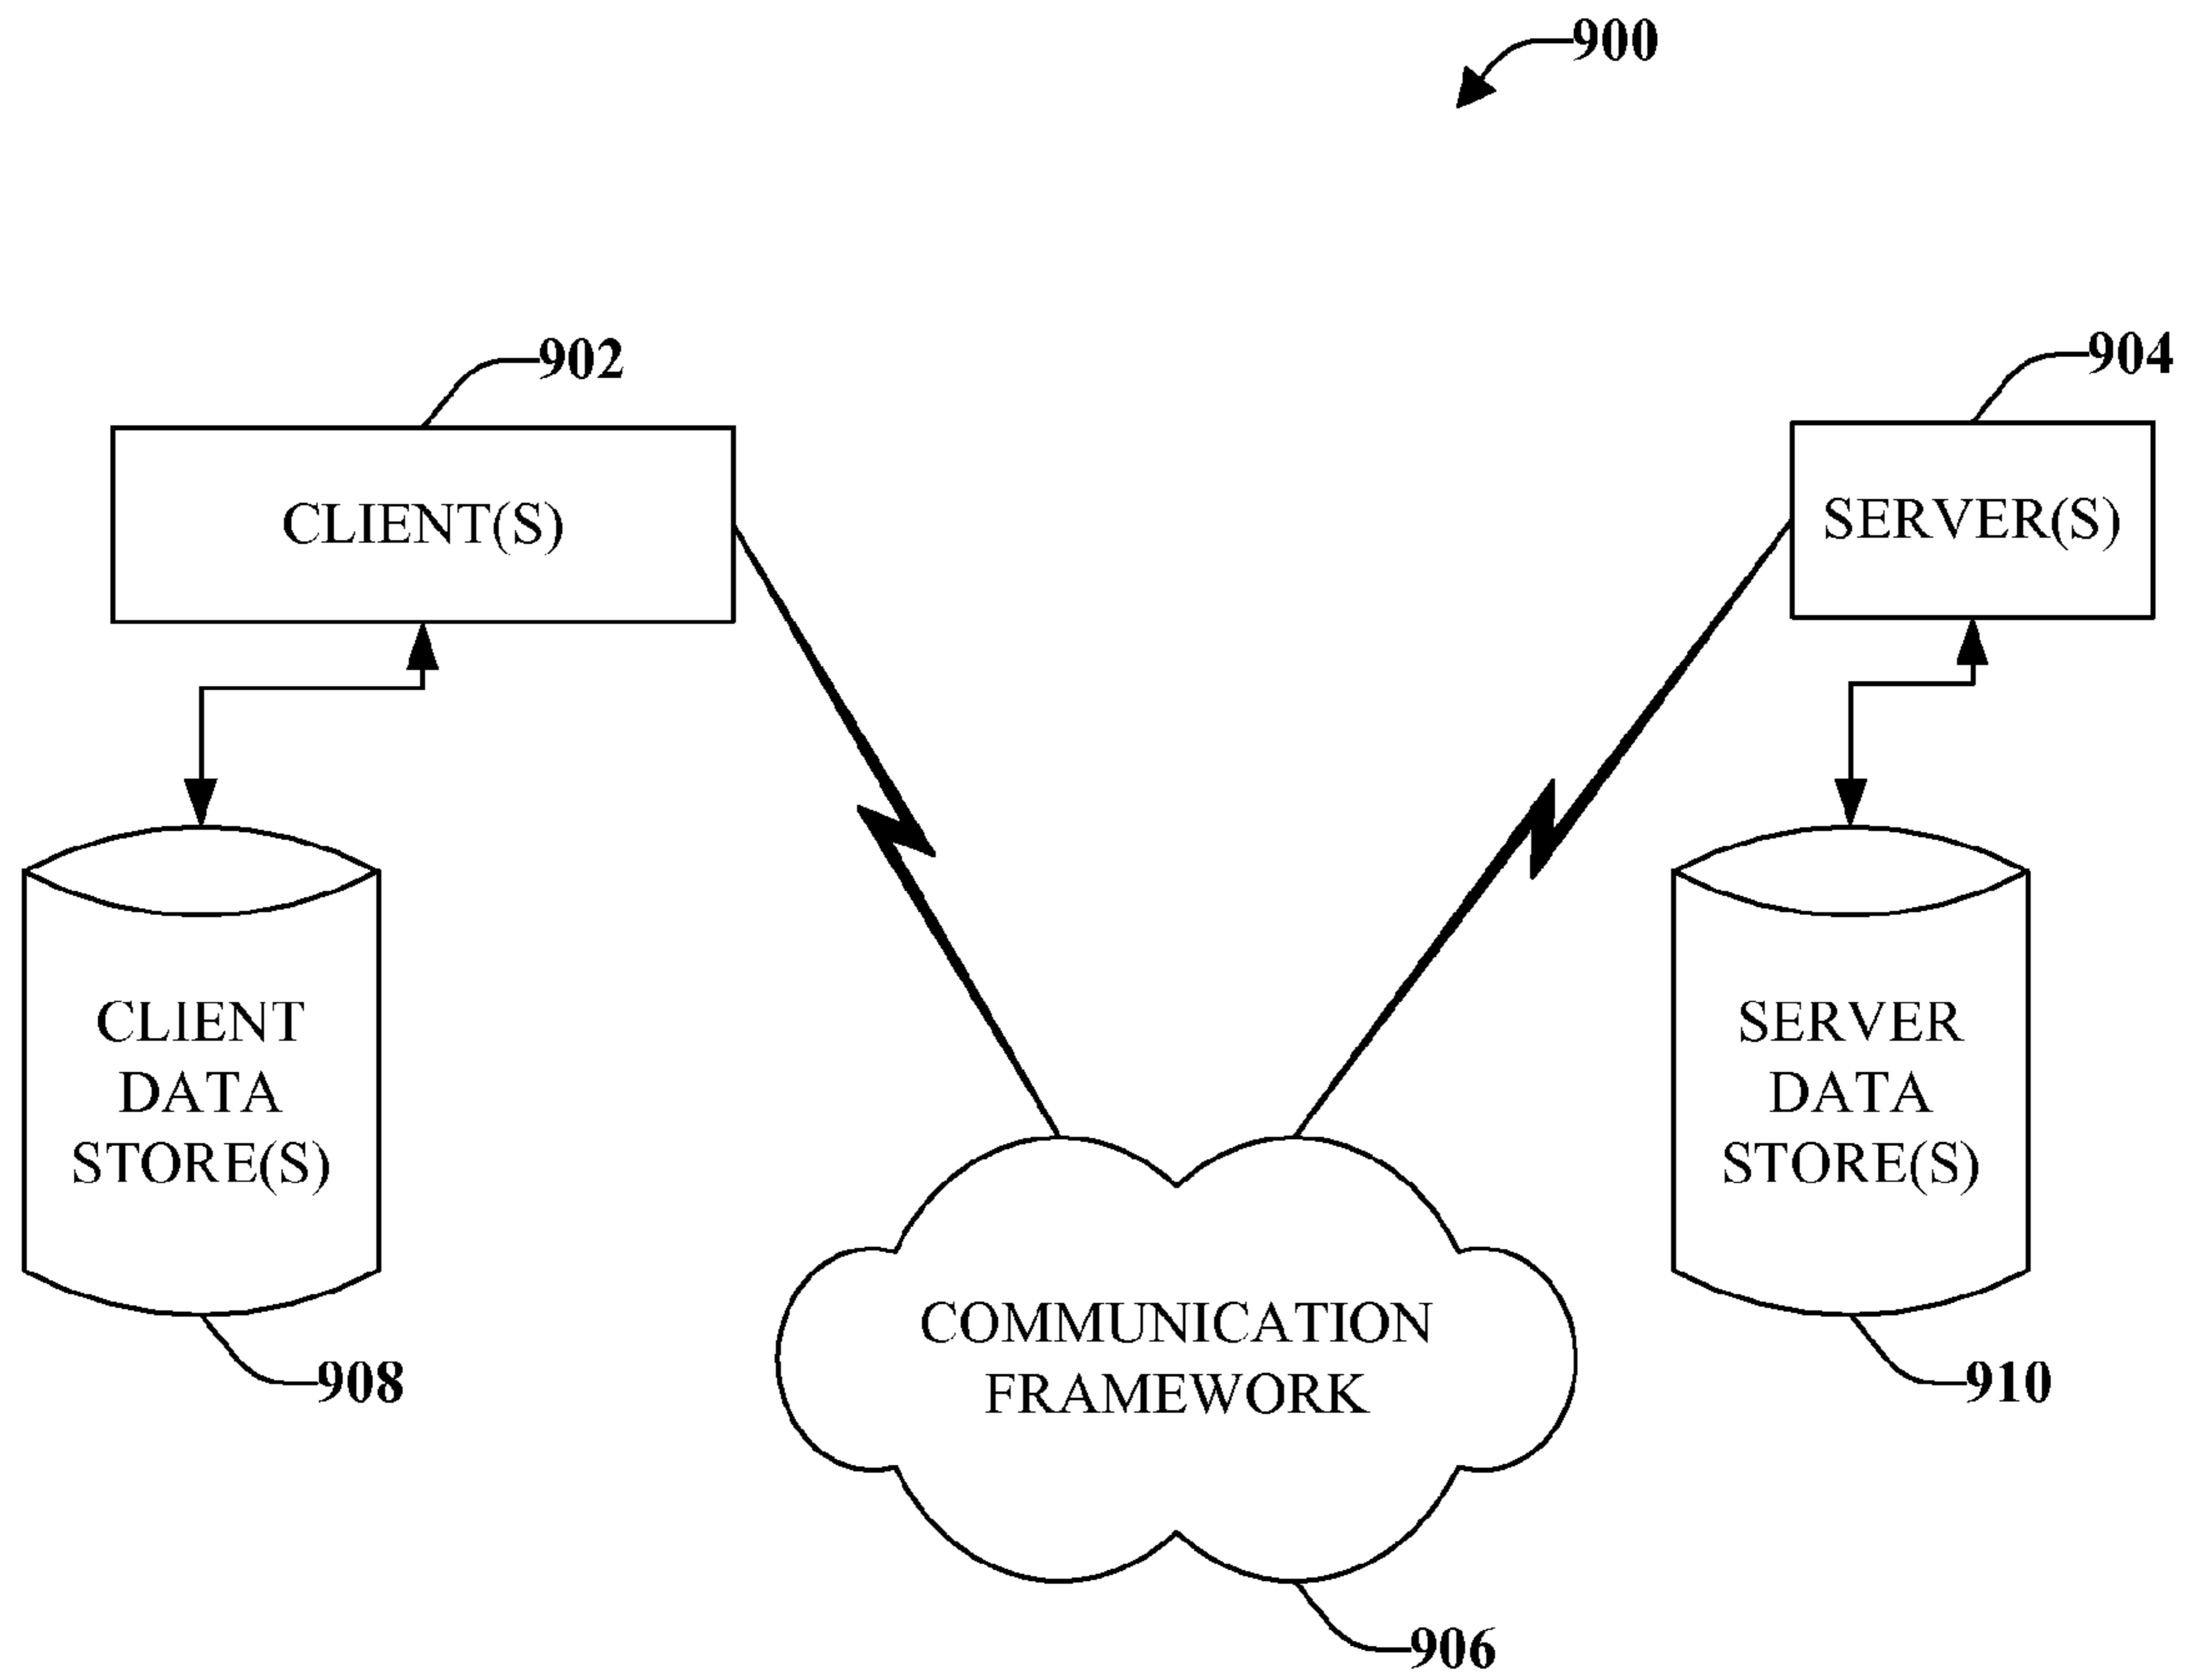 900
902
904
CLIENT(S)
SERVER(S)
CLIENT
DATA
STORE(S)
SERVER
DATA
STORE(S)
COMMUNICATION
FRAMEWORK
908
910
906